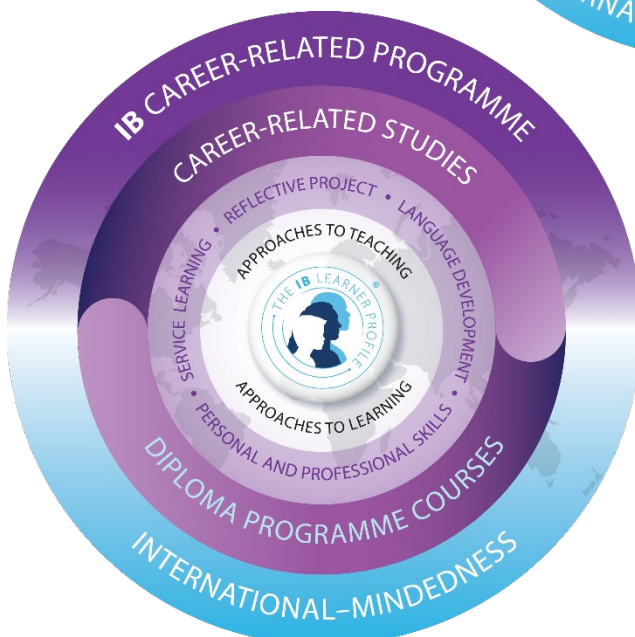 IB CAREER-RELATED PROGRAMME
CAREER-RELATED STUDIES
SERVICE LEARNING • REFLECTIVE PROJECT • LANGUAGE DEVELOPMENT • PERSONAL AND PROFESSIONAL SKILLS •
APPROACHES TO TEACHING
THE IB LEARNER PROFILE ®
APPROACHES TO LEARNING
DIPLOMA PROGRAMME COURSES
INTERNATIONAL–MINDEDNESS